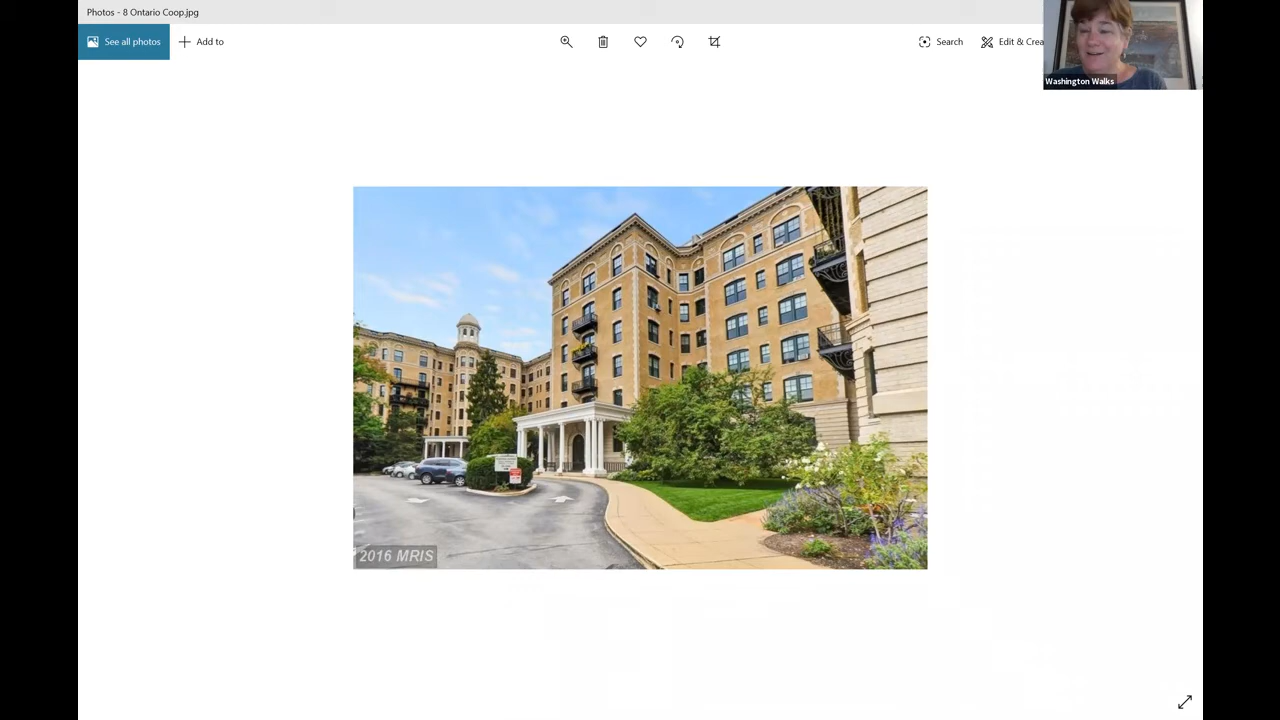 Photos - 8 Ontario Coop.jpg
See all photos
Add to
Search
Edit & Crea
Washington Walks
2016 MRIS